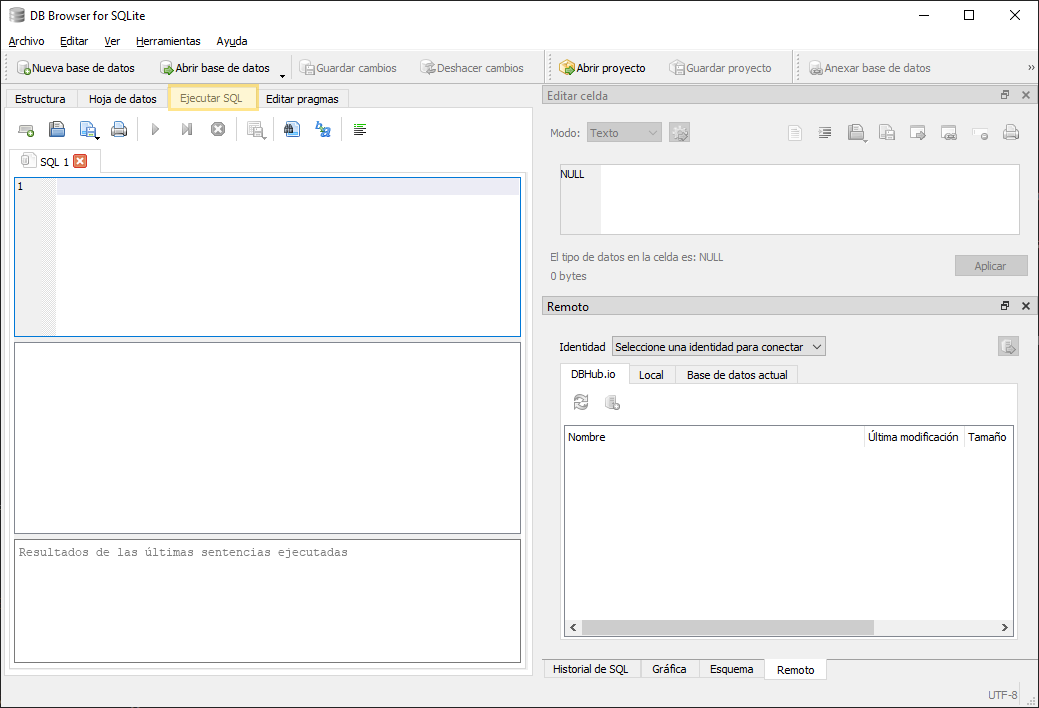 DB Browser for SQLite
Archivo Editar Ver Herramientas Ayuda
Nueva base de datos Abrir base de datos Guardar cambios Deshacer cambios Abrir proyecto Guardar proyecto Anexar base de datos »
Estructura Hoja de datos Ejecutar SQL Editar pragmas
SQL 1
1
Resultados de las últimas sentencias ejecutadas
Editar celda
Modo: Texto
NULL
El tipo de datos en la celda es: NULL
0 bytes
Aplicar
Remoto
Identidad Seleccione una identidad para conectar
DBHub.io Local Base de datos actual
Nombre Última modificación Tamaño
Historial de SQL Gráfica Esquema Remoto
UTF-8